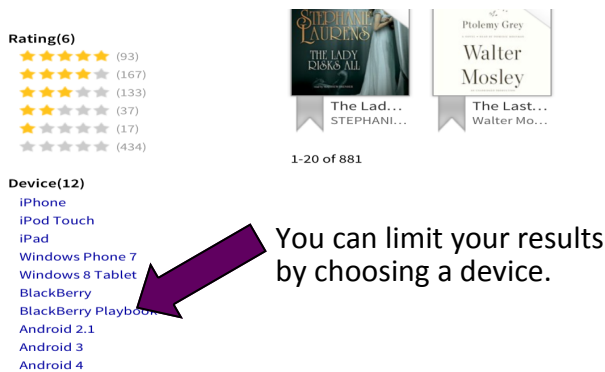 Rating(6)
(93)
(167)
(133)
(37)
(17)
(434)
Device(12)
iPhone
iPod Touch
iPad
Windows Phone 7
Windows 8 Tablet
BlackBerry
BlackBerry Playbook
Android 2.1
Android 3
Android 4
STEPHANIE
LAURENS
THE LADY
RISKS ALL
The Lad...
STEPHANI...
Ptolemy Grey
Walter
Mosley
The Last...
Walter Mo...
1-20 of 881
You can limit your results
by choosing a device.